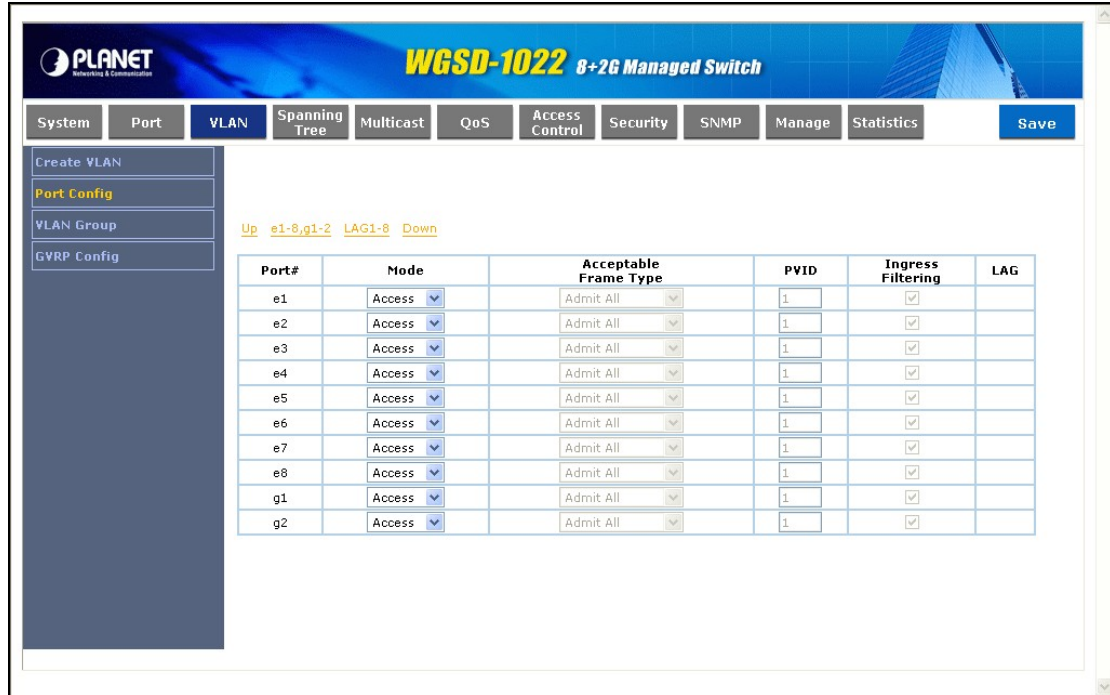 PLANET
Networking & Communication
WGSD-1022 8+2G Managed Switch
System Port VLAN Spanning Tree Multicast QoS Access Control Security SNMP Manage Statistics Save
Create VLAN
Port Config
VLAN Group
GVRP Config
Up e1-8,g1-2 LAG1-8 Down
Port# Mode Acceptable Frame Type PVID Ingress Filtering LAG
e1 Access Admit All 1
e2 Access Admit All 1
e3 Access Admit All 1
e4 Access Admit All 1
e5 Access Admit All 1
e6 Access Admit All 1
e7 Access Admit All 1
e8 Access Admit All 1
g1 Access Admit All 1
g2 Access Admit All 1